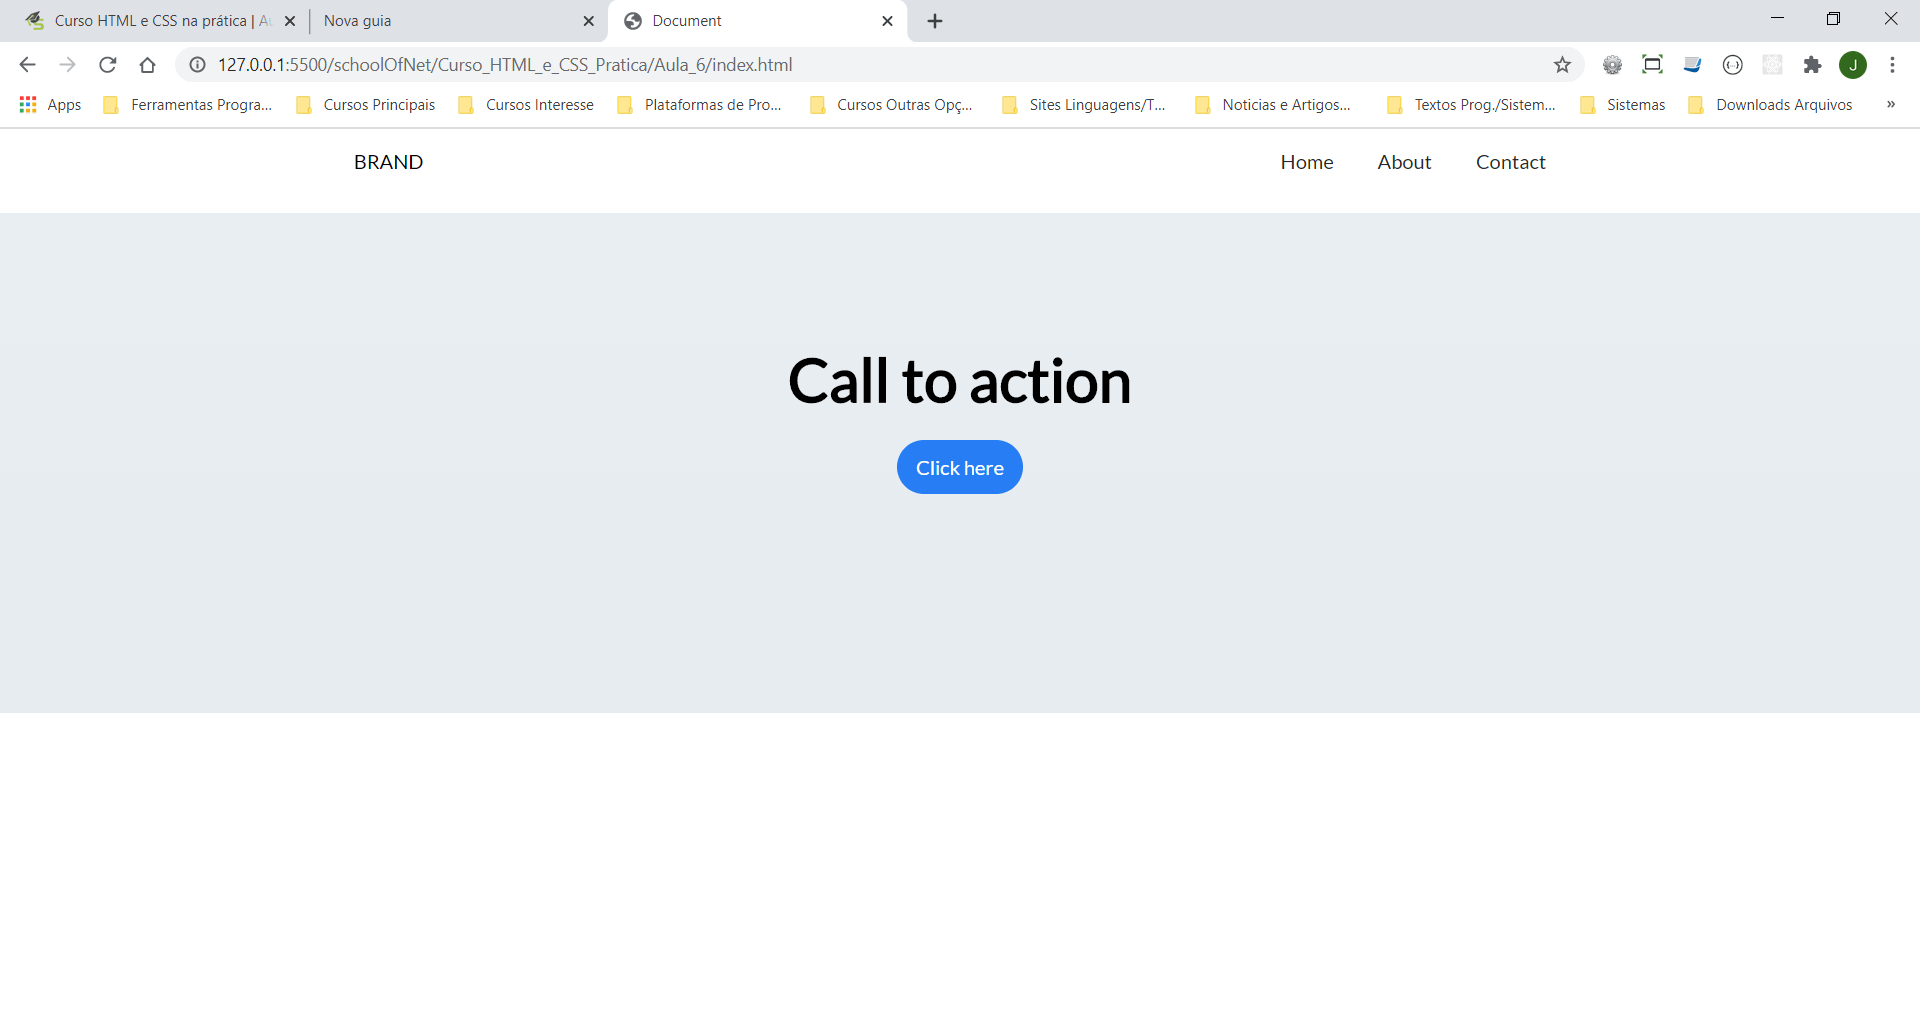 Curso HTML e CSS na prática | Au
Nova guia
Document
127.0.0.1:5500/schoolOfNet/Curso_HTML_e_CSS_Pratica/Aula_6/index.html
J
Apps Ferramentas Progra... Cursos Principais Cursos Interesse Plataformas de Pro... Cursos Outras Opç... Sites Linguagens/T... Noticias e Artigos... Textos Prog./Sistem... Sistemas Downloads Arquivos »
BRAND Home About Contact
Call to action
Click here